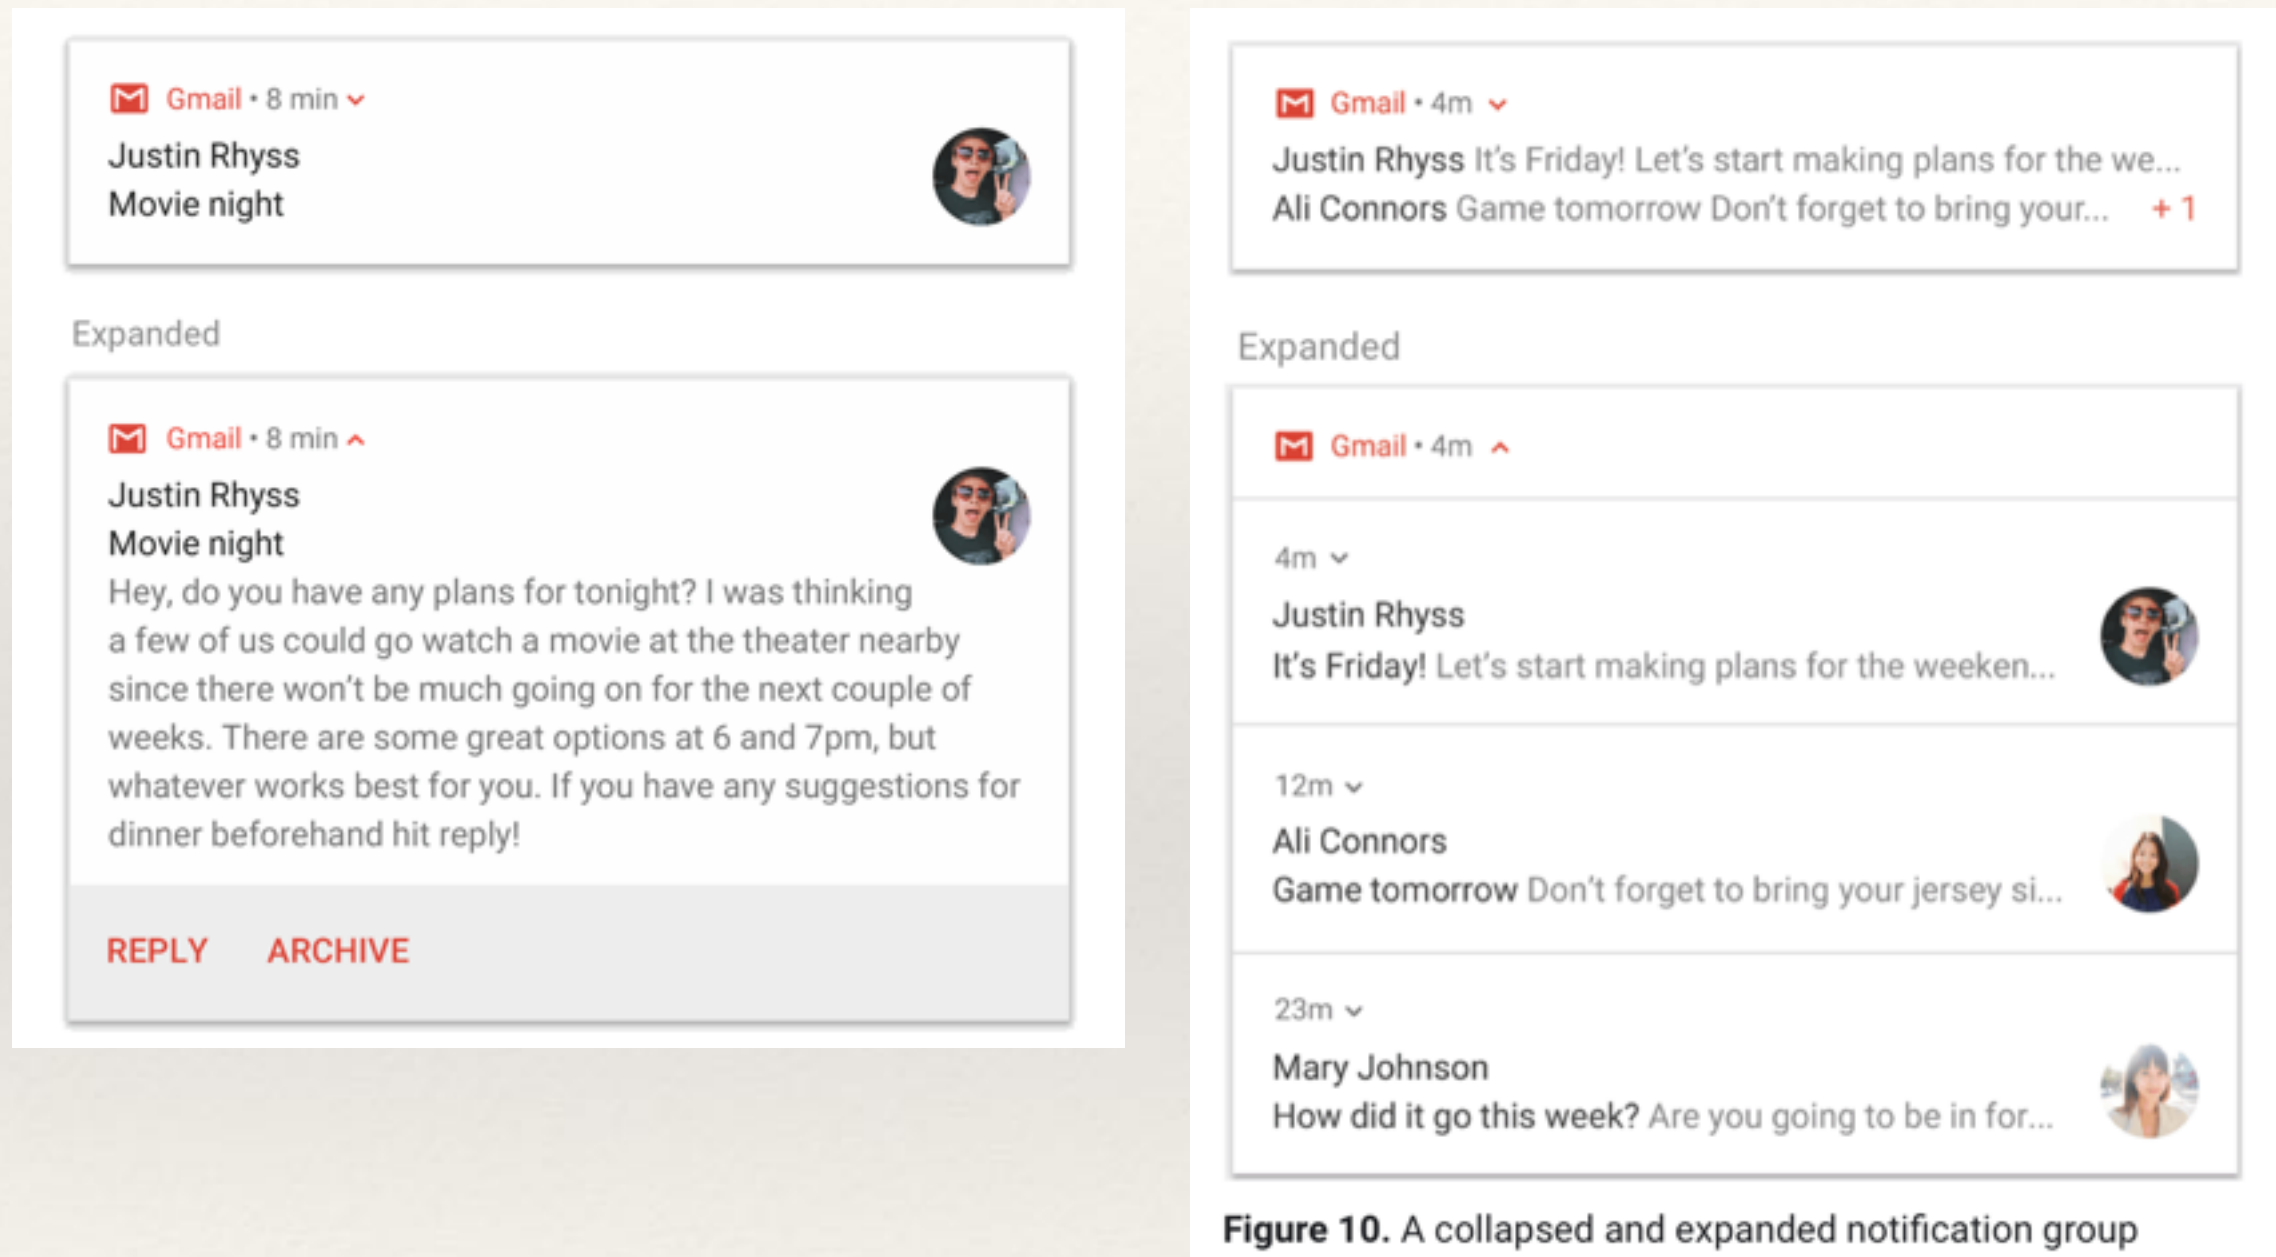 Gmail • 8 min
Justin Rhyss
Movie night
Expanded
Gmail • 8 min
Justin Rhyss
Movie night
Hey, do you have any plans for tonight? I was thinking
a few of us could go watch a movie at the theater nearby
since there won't be much going on for the next couple of
weeks. There are some great options at 6 and 7pm, but
whatever works best for you. If you have any suggestions for
dinner beforehand hit reply!
REPLY ARCHIVE
Gmail • 4m
Justin Rhyss It's Friday! Let's start making plans for the we...
Ali Connors Game tomorrow Don't forget to bring your... + 1
Expanded
Gmail • 4m
4m
Justin Rhyss
It's Friday! Let's start making plans for the weeken...
12m
Ali Connors
Game tomorrow Don't forget to bring your jersey si...
23m
Mary Johnson
How did it go this week? Are you going to be in for...
Figure 10. A collapsed and expanded notification group